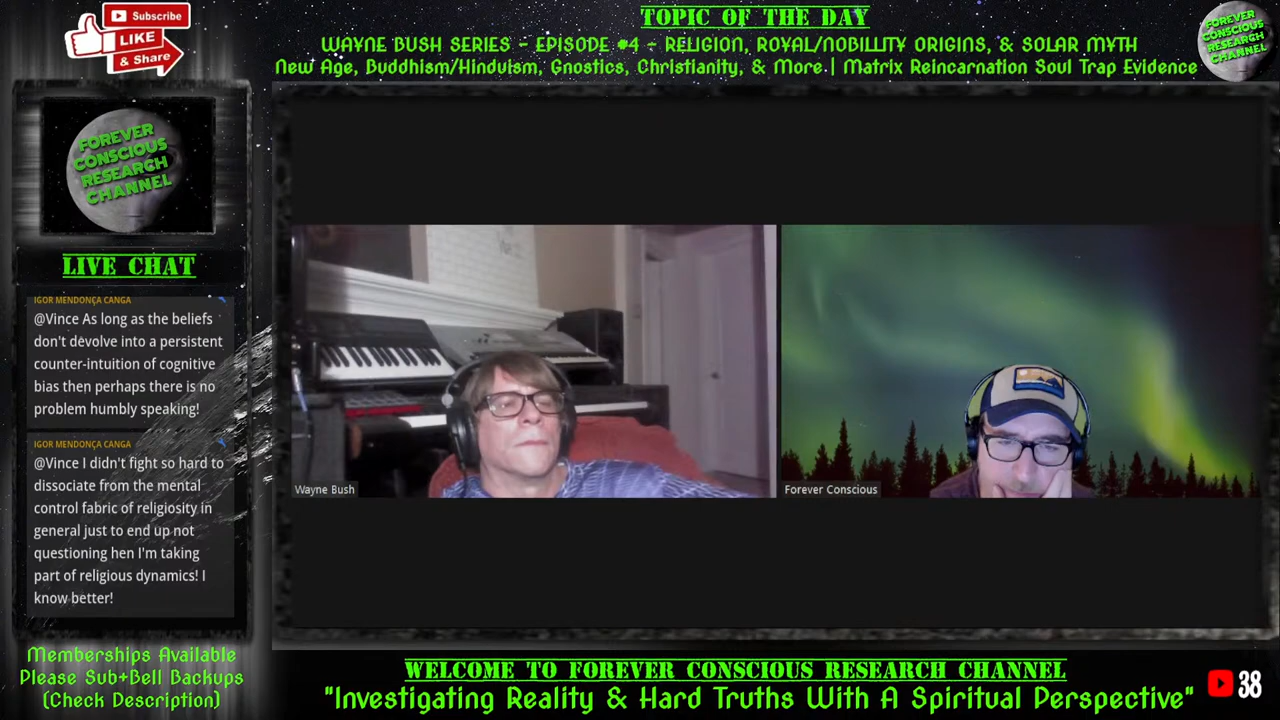 Subscribe
LIKE
& Share
TOPIC OF THE DAY
WAYNE BUSH SERIES - EPISODE #4 - RELIGION, ROYAL/NOBILLITY ORIGINS, & SOLAR MYTH
New Age, Buddhism/Hinduism, Gnostics, Christianity, & More | Matrix Reincarnation Soul Trap Evidence
FOREVER
CONSCIOUS
RESEARCH
CHANNEL
FOREVER
CONSCIOUS
RESEARCH
CHANNEL
LIVE CHAT
IGOR MENDONÇA CANGA
@Vince As long as the beliefs
don't devolve into a persistent
counter-intuition of cognitive
bias then perhaps there is no
problem humbly speaking!
IGOR MENDONÇA CANGA
@Vince I didn't fight so hard to
dissociate from the mental
control fabric of religiosity in
general just to end up not
questioning hen I'm taking
part of religious dynamics! I
know better!
Wayne Bush
Forever Conscious
Memberships Available
Please Sub+Bell Backups
(Check Description)
WELCOME TO FOREVER CONSCIOUS RESEARCH CHANNEL
"Investigating Reality & Hard Truths With A Spiritual Perspective"
38